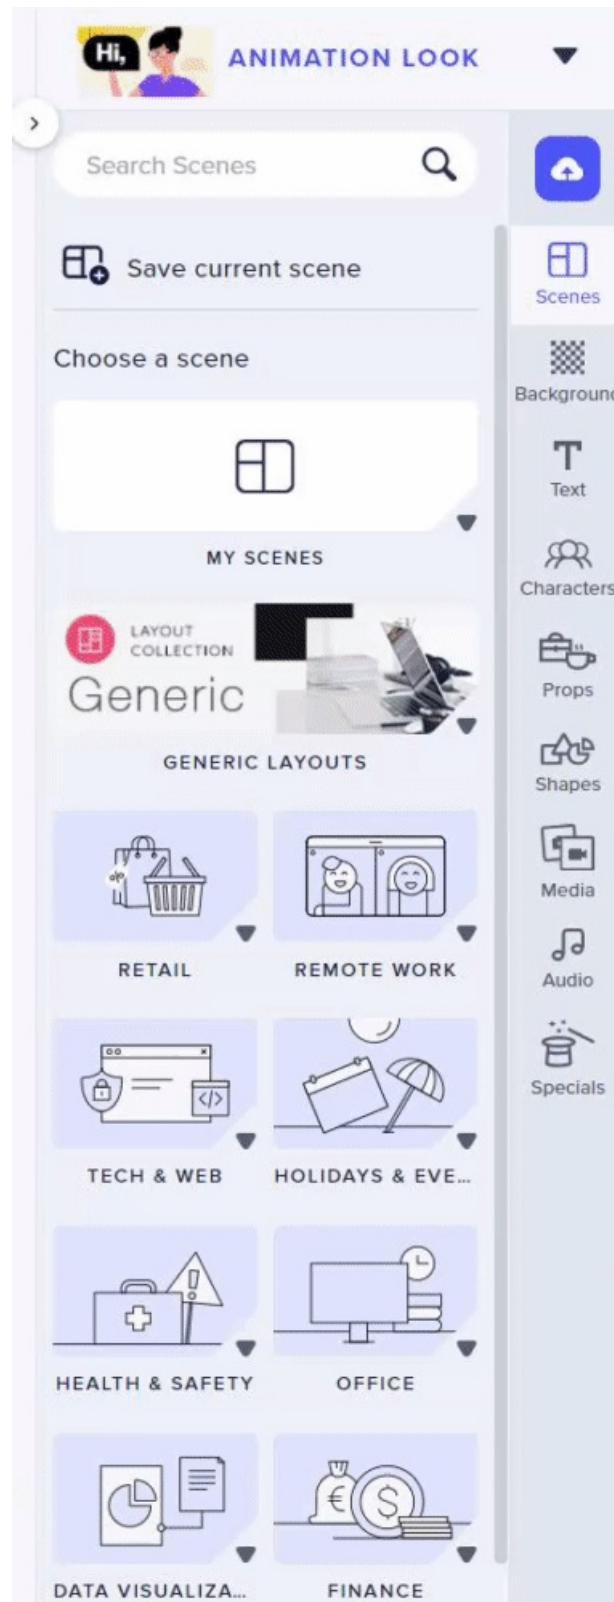 Hi,
ANIMATION LOOK
Search Scenes
Save current scene
Choose a scene
MY SCENES
LAYOUT
COLLECTION
Generic
GENERIC LAYOUTS
RETAIL
REMOTE WORK
TECH & WEB
HOLIDAYS & EVE...
HEALTH & SAFETY
OFFICE
DATA VISUALIZA...
FINANCE
Scenes
Background
Text
Characters
Props
Shapes
Media
Audio
Specials